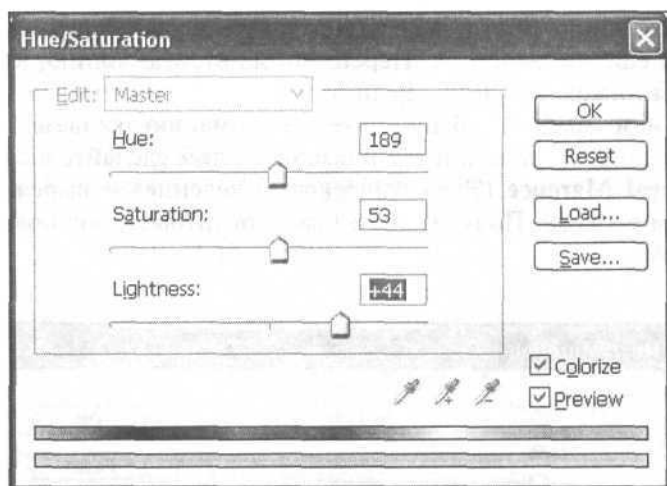 Hue/Saturation
Edit: Master
Hue: 189
Saturation: 53
Lightness: +44
OK
Reset
Load...
Save...
Colorize
Preview